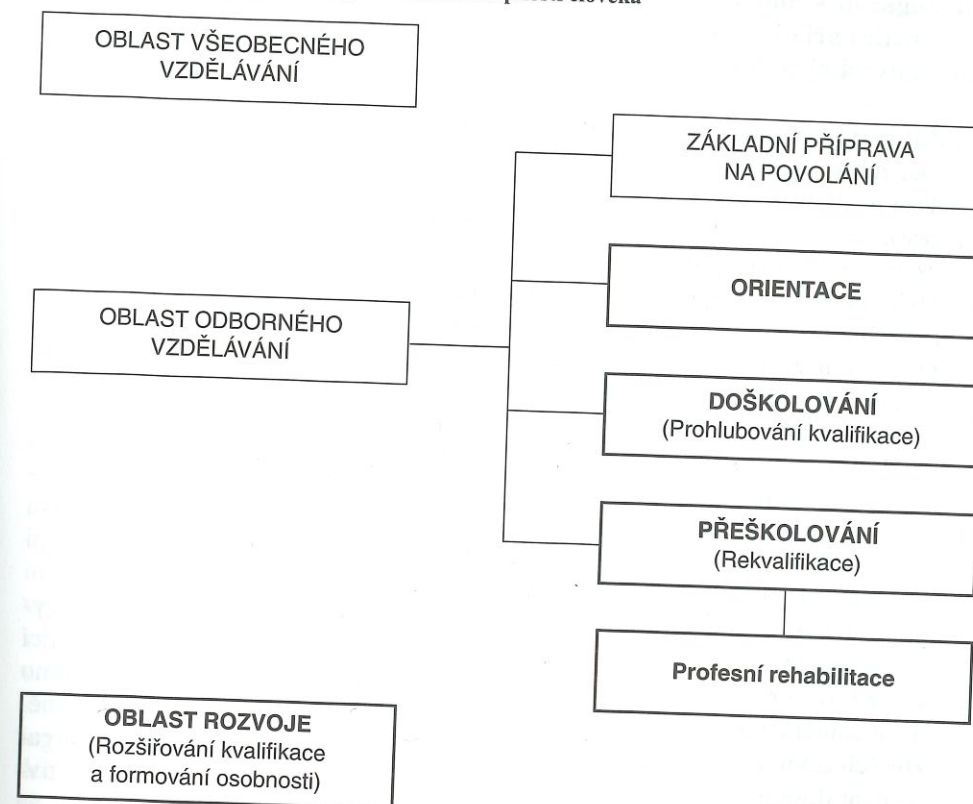 člověka
OBLAST VŠEOBECNÉHO
VZDĚLÁVÁNÍ
ZÁKLADNÍ PŘÍPRAVA
NA POVOLÁNÍ
ORIENTACE
OBLAST ODBORNÉHO
VZDĚLÁVÁNÍ
DOŠKOLOVÁNÍ
(Prohlubování kvalifikace)
PŘEŠKOLOVÁNÍ
(Rekvalifikace)
Profesní rehabilitace
OBLAST ROZVOJE
(Rozšiřování kvalifikace
a formování osobnosti)